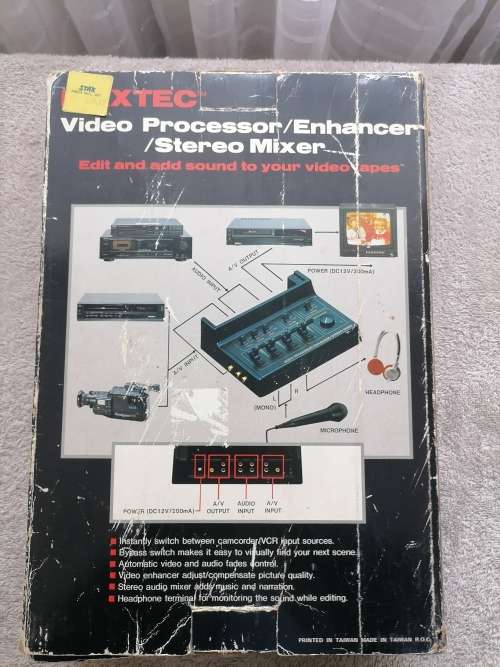 XTEC
Video Processor/Enhancer
/Stereo Mixer
Edit and add sound to your video tapes™
A/V OUTPUT
AUDIO INPUT
POWER (DC12V/200mA)
A/V INPUT
L R
(MONO)
HEADPHONE
MICROPHONE
POWER (DC12V/200mA)
A/V OUTPUT
AUDIO INPUT
A/V INPUT
Instantly switch between camcorder/VCR input sources.
Bypass switch makes it easy to virtually find your next scene.
Automatic video and audio fades control.
Video enhancer adjust/compensate picture quality.
Stereo audio mixer adds music and narration.
Headphone terminal for monitoring the sound while editing.
PRINTED IN TAIWAN MADE IN TAIWAN R.O.C.